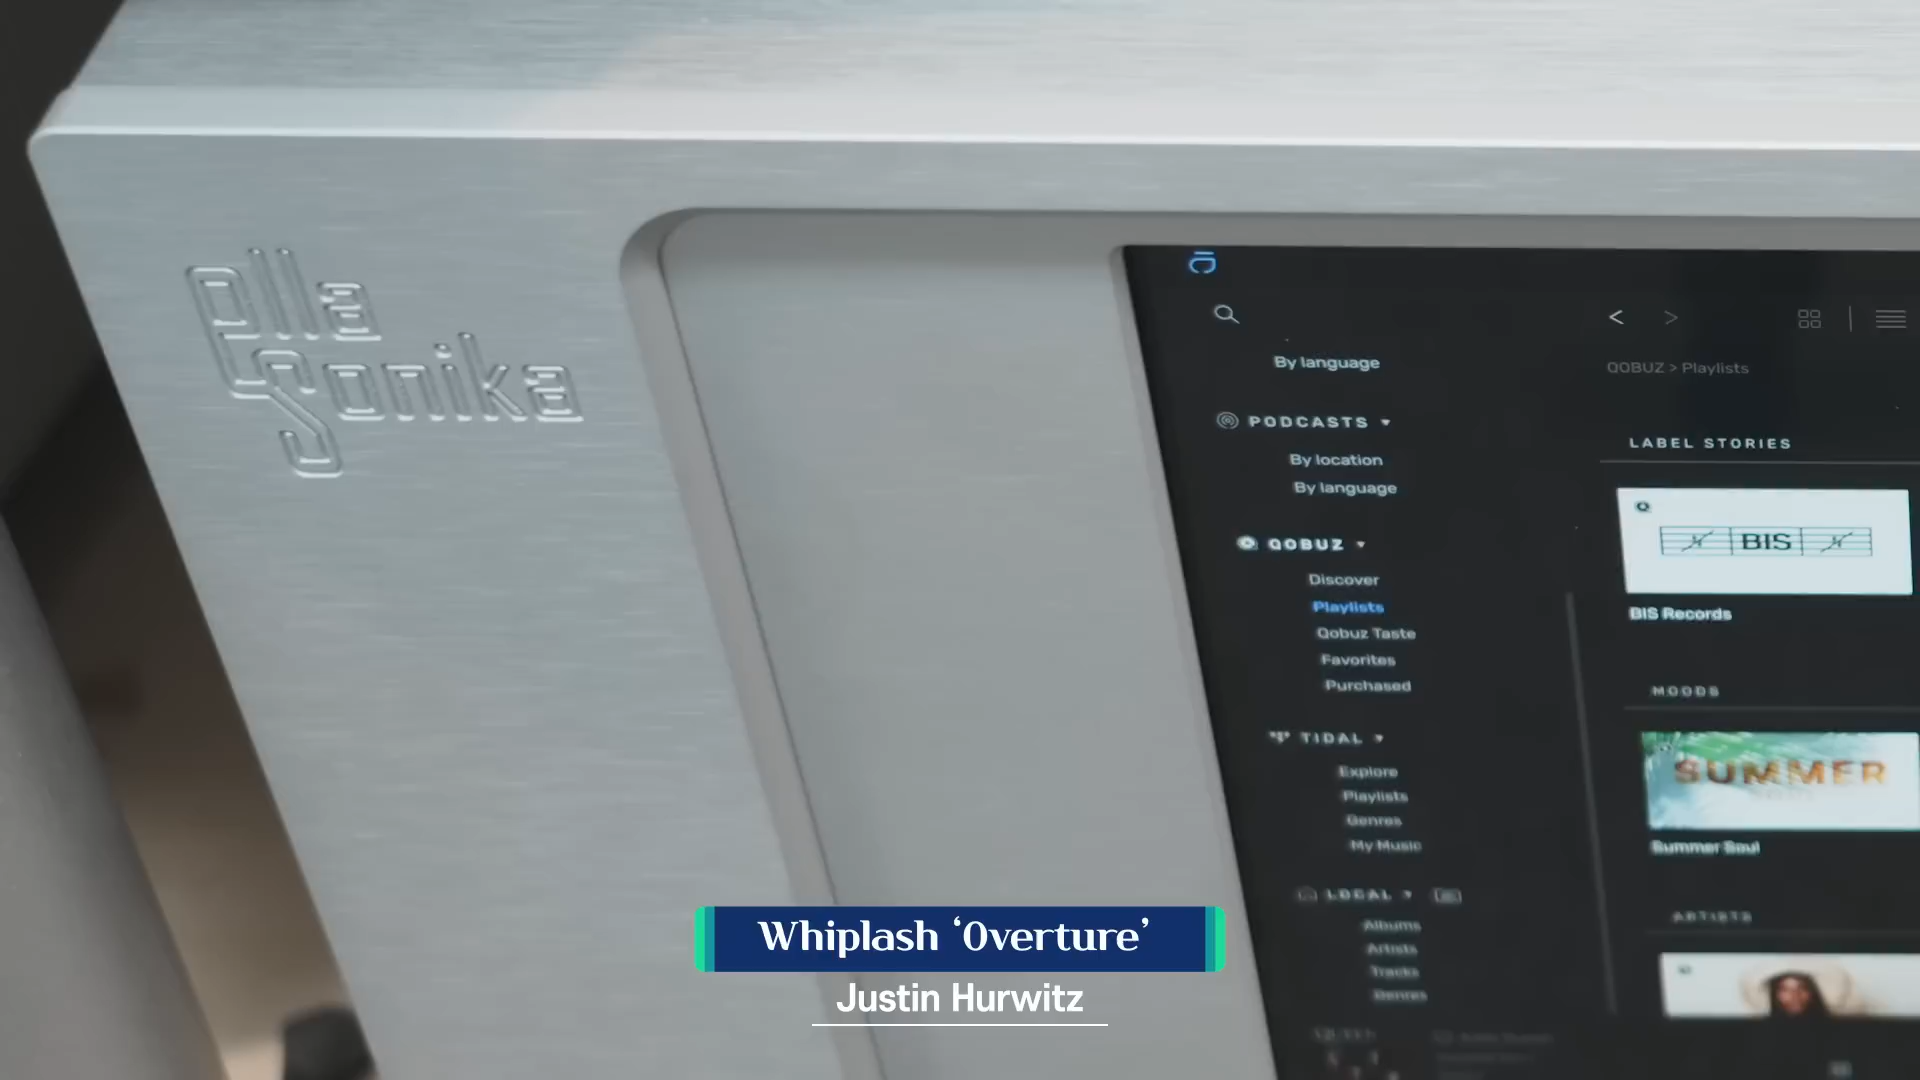 olla
Sonika
By language
PODCASTS
By location
By language
QOBUZ
Discover
Playlists
Qobuz Taste
Favorites
Purchased
TIDAL
Explore
Playlists
Genres
My Music
LOCAL
Albums
Artists
Tracks
Genres
QOBUZ > Playlists
LABEL STORIES
BIS
BIS Records
MOODS
SUMMER
Summer Soul
ARTISTS
Whiplash ‘Overture’
Justin Hurwitz